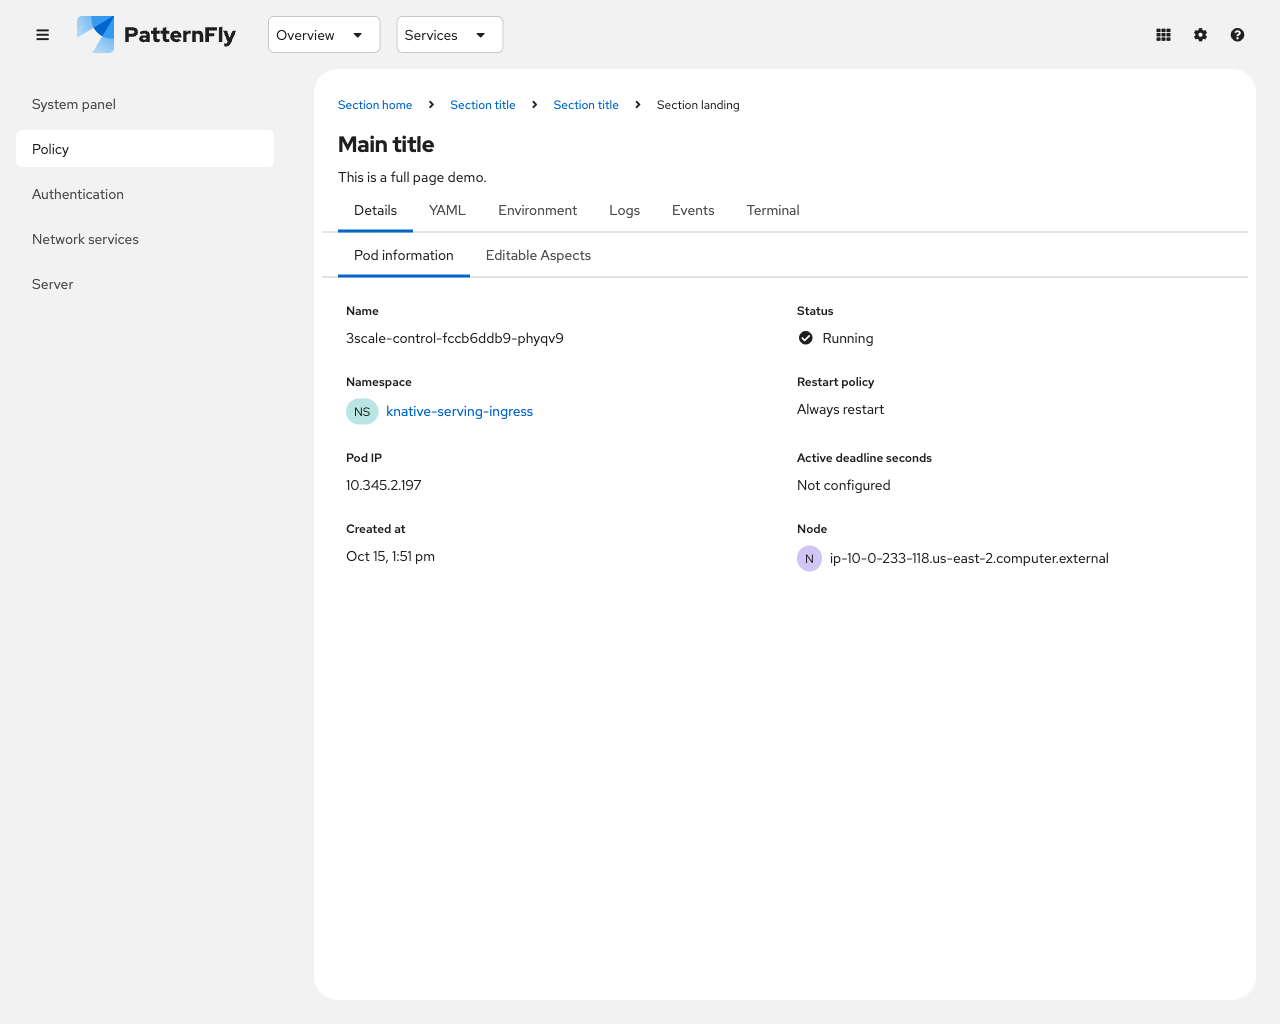 PatternFly
Overview
Services
System panel
Policy
Authentication
Network services
Server
Section home
Section title
Section title
Section landing
Main title
This is a full page demo.
Details
YAML
Environment
Logs
Events
Terminal
Pod information
Editable Aspects
Name
3scale-control-fccb6ddb9-phyqv9
Status
Running
Namespace
NS knative-serving-ingress
Restart policy
Always restart
Pod IP
10.345.2.197
Active deadline seconds
Not configured
Created at
Oct 15, 1:51 pm
Node
N ip-10-0-233-118.us-east-2.computer.external